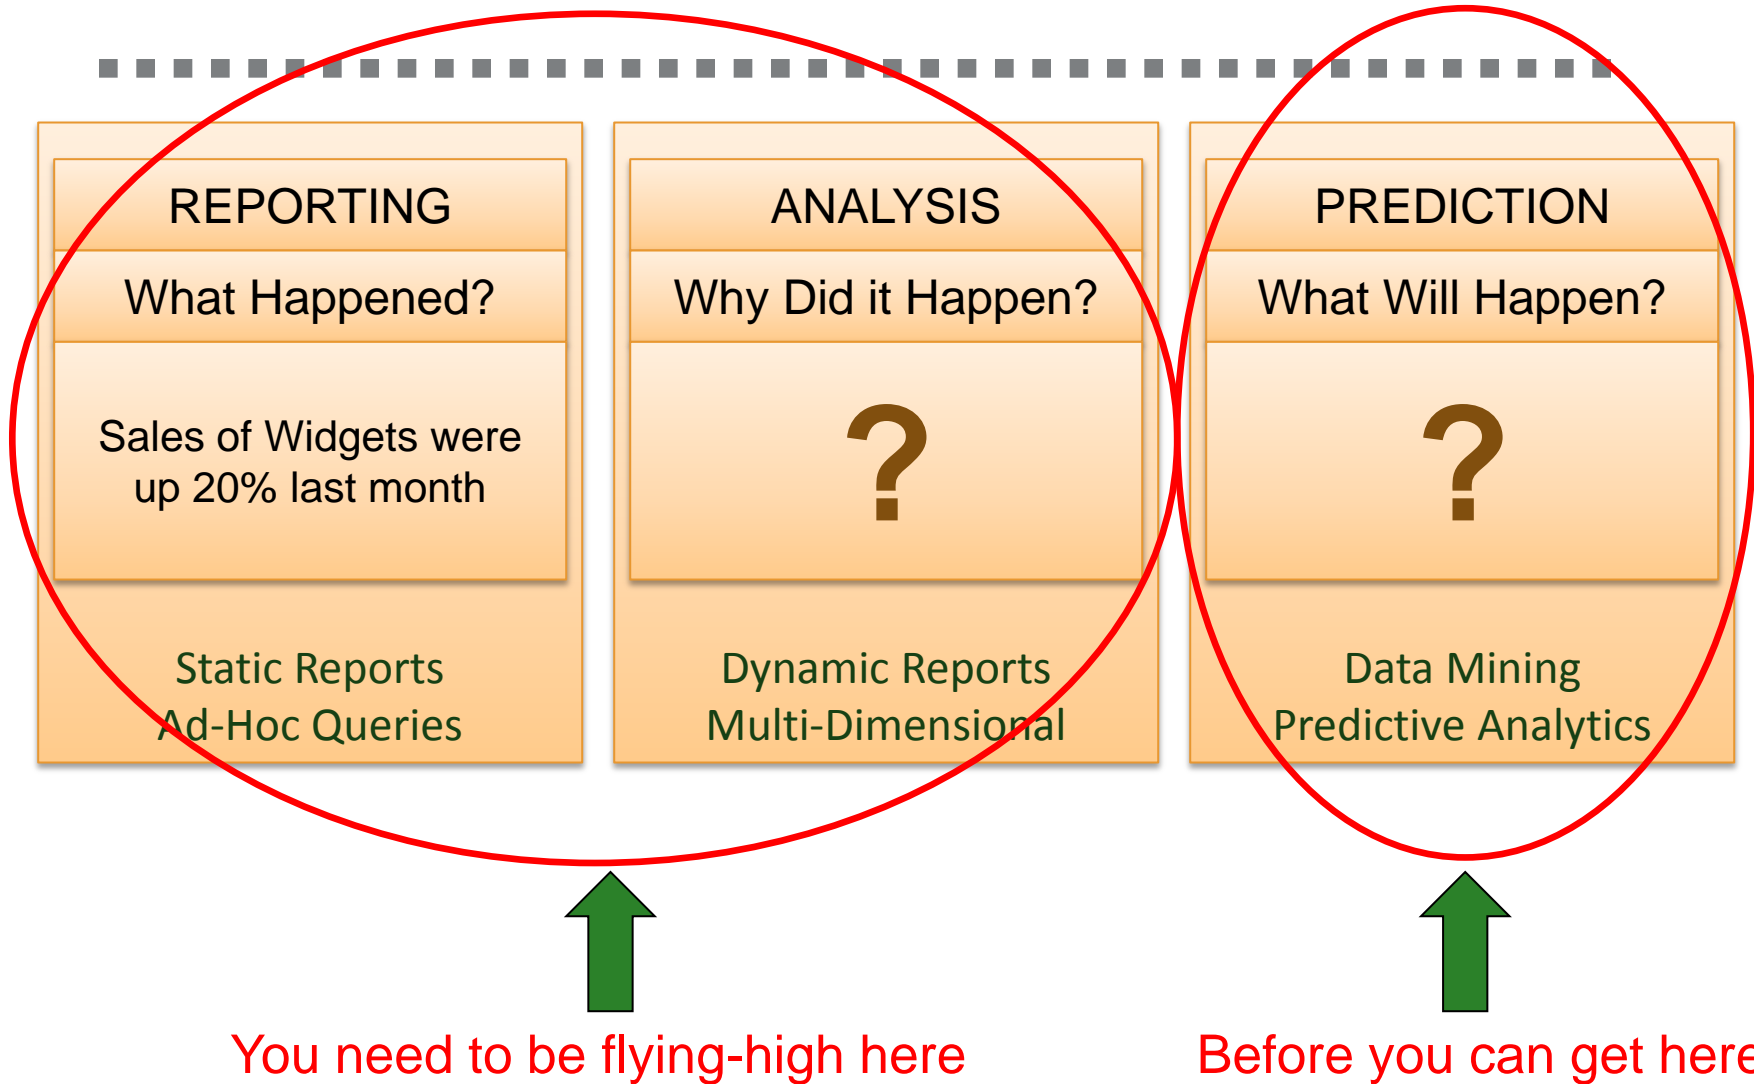 REPORTING
What Happened?
Sales of Widgets were
up 20% last month
Static Reports
Ad-Hoc Queries
ANALYSIS
Why Did it Happen?
?
Dynamic Reports
Multi-Dimensional
PREDICTION
What Will Happen?
?
Data Mining
Predictive Analytics
You need to be flying-high here
Before you can get here